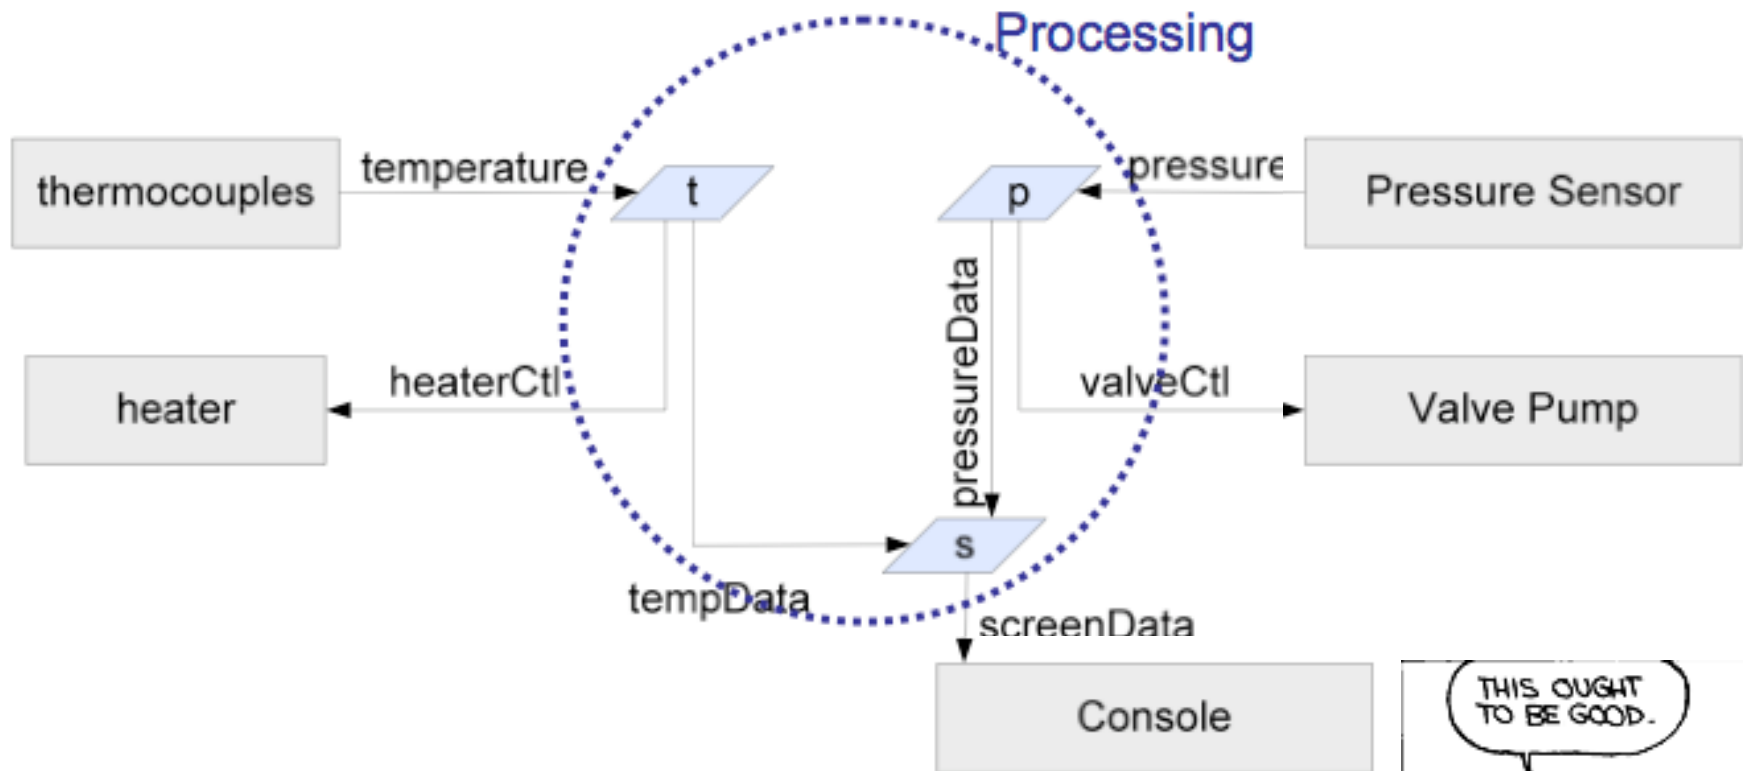 Processing
thermocouples
temperature
t
p
pressure
Pressure Sensor
heater
heaterCtl
pressureData
valveCtl
Valve Pump
s
tempData
screenData
Console
THIS OUGHT
TO BE GOOD.